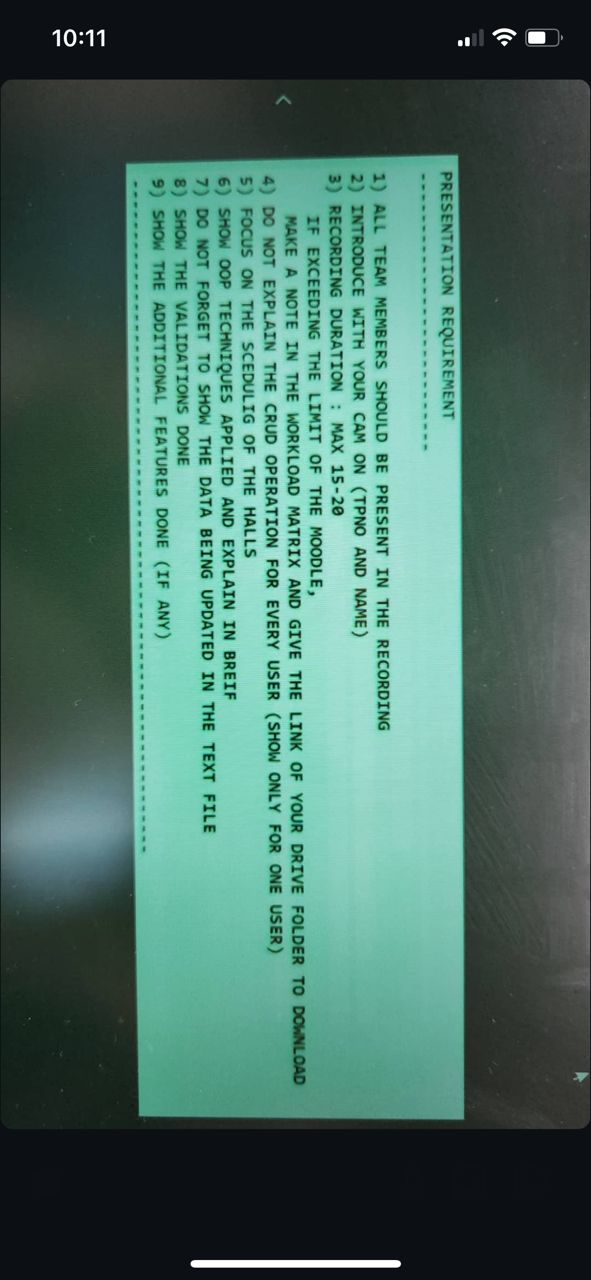 PRESENTATION REQUIREMENT
---------------------------
1) ALL TEAM MEMBERS SHOULD BE PRESENT IN THE RECORDING
2) INTRODUCE WITH YOUR CAM ON (TPNO AND NAME)
3) RECORDING DURATION : MAX 15-20
IF EXCEEDING THE LIMIT OF THE MOODLE,
MAKE A NOTE IN THE WORKLOAD MATRIX AND GIVE THE LINK OF YOUR DRIVE FOLDER TO DOWNLOAD
4) DO NOT EXPLAIN THE CRUD OPERATION FOR EVERY USER (SHOW ONLY FOR ONE USER)
5) FOCUS ON THE SCEDULIG OF THE HALLS
6) SHOW OOP TECHNIQUES APPLIED AND EXPLAIN IN BREIF
7) DO NOT FORGET TO SHOW THE DATA BEING UPDATED IN THE TEXT FILE
8) SHOW THE VALIDATIONS DONE
9) SHOW THE ADDITIONAL FEATURES DONE (IF ANY)
-----------------------------------------------------------------
10:11